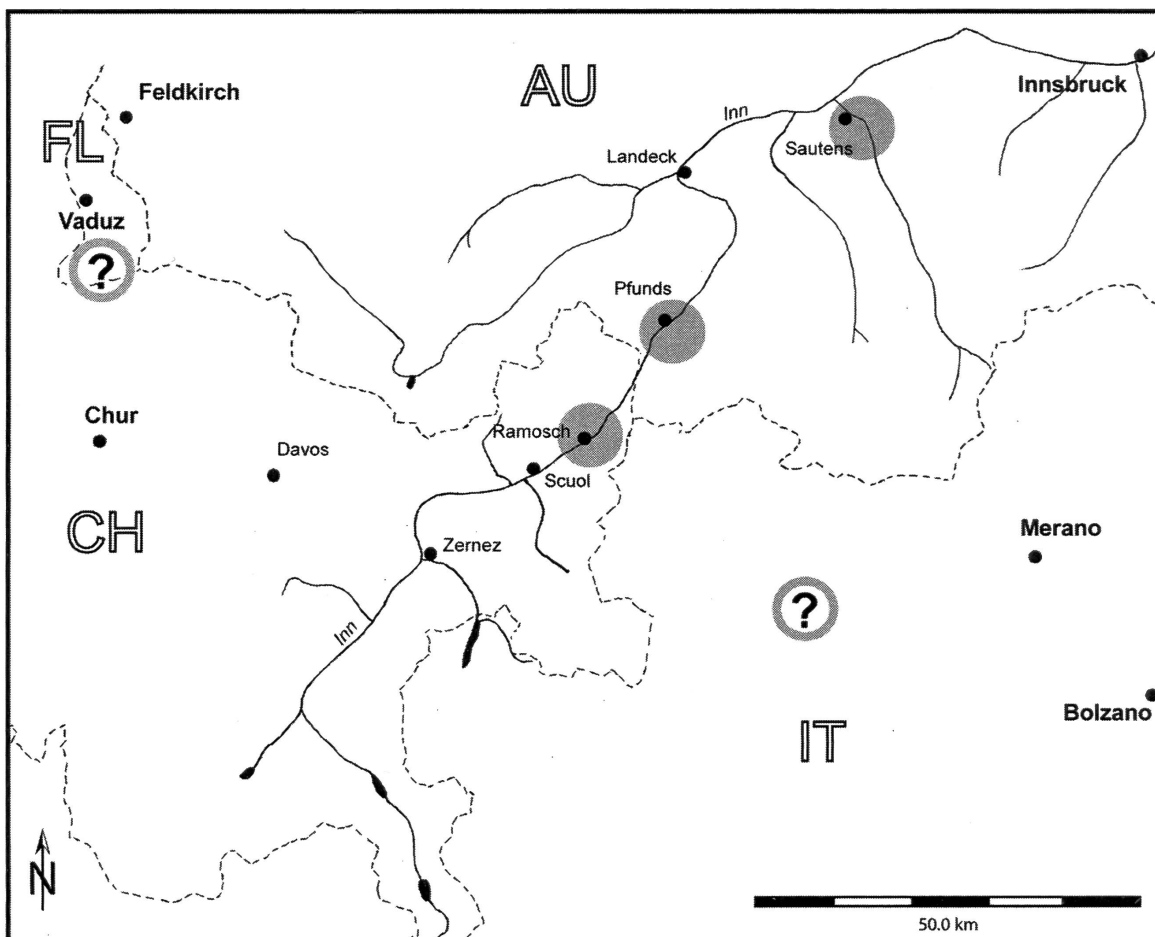 AU
Innsbruck
Feldkirch
Inn
FL
Sautens
Landeck
Vaduz
?
Pfunds
Chur
Ramosch
Davos
Scuol
CH
Merano
Zernez
?
Inn
Bolzano
IT
N
50.0 km